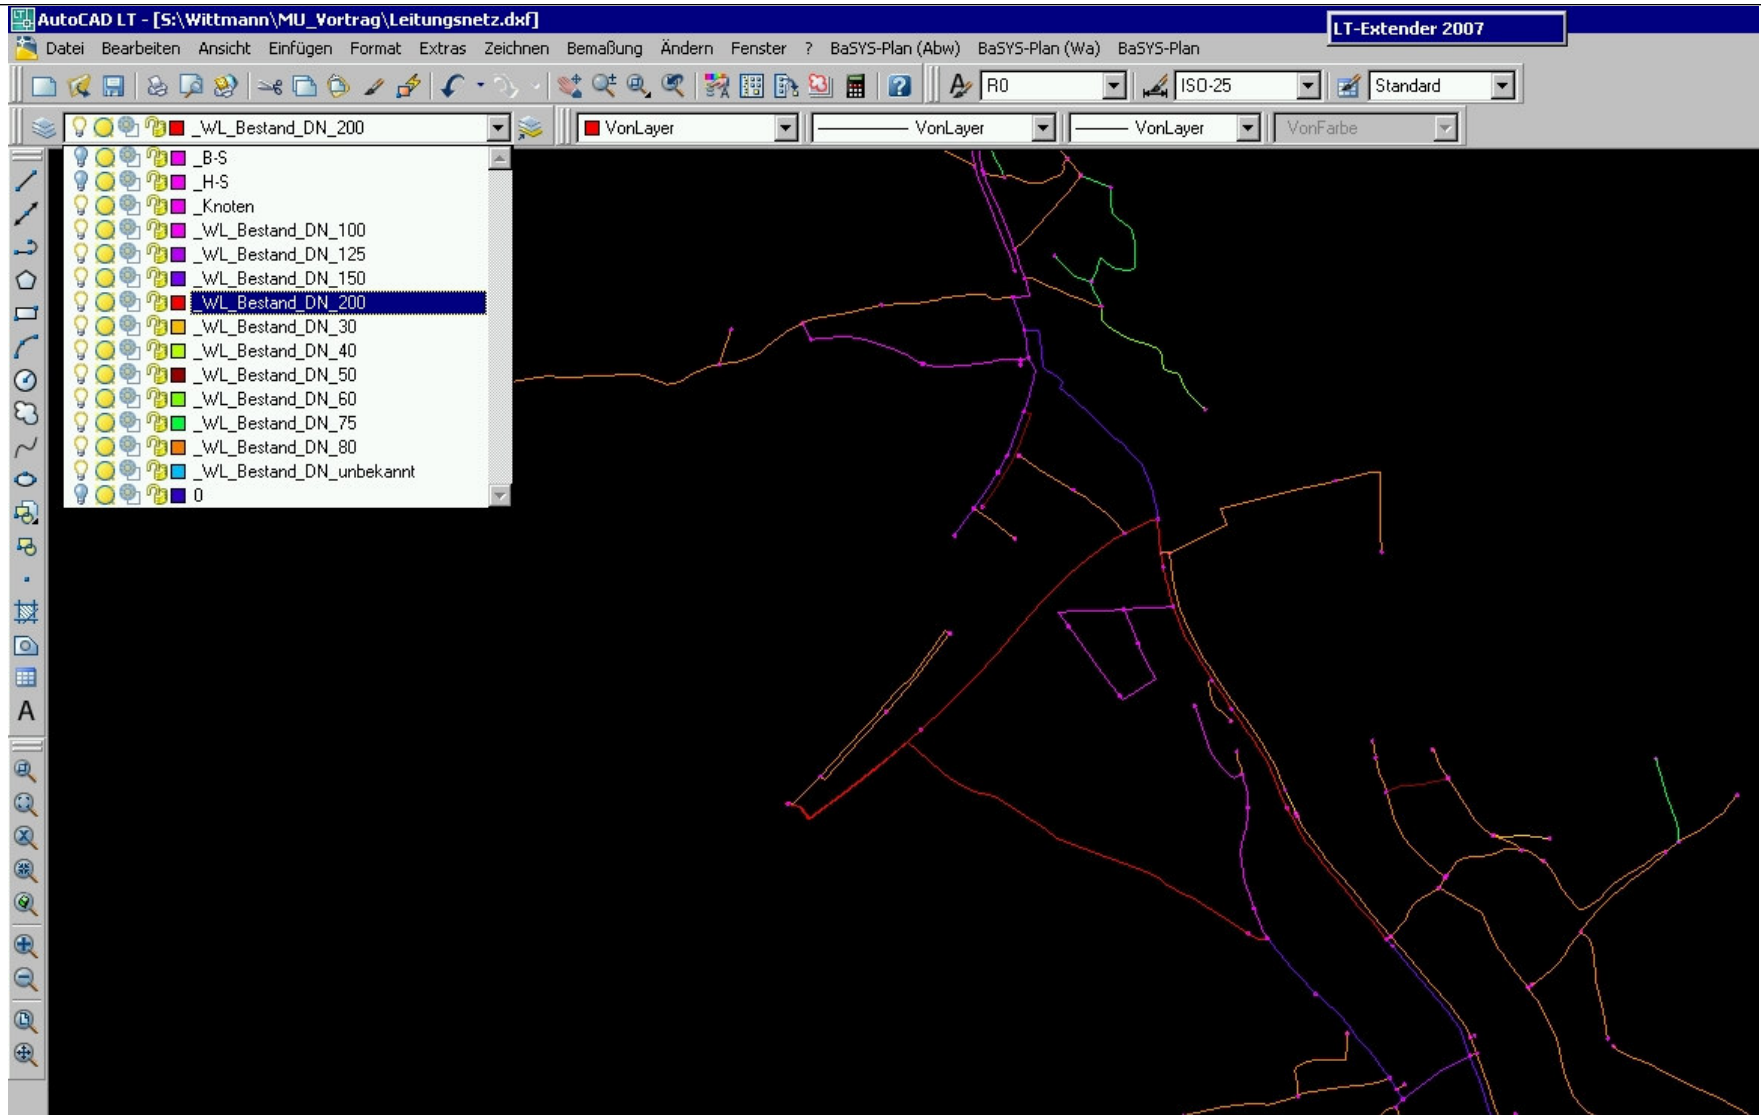 AutoCAD LT - [S:\Wittmann\MU_Vortrag\Leitungsnetz.dxf]
LT-Extender 2007
Datei Bearbeiten Ansicht Einfügen Format Extras Zeichnen Bemaßung Ändern Fenster ? BaSYS-Plan (Abw) BaSYS-Plan (Wa) BaSYS-Plan
R0 ISO-25 Standard
_WL_Bestand_DN_200 VonLayer VonLayer VonLayer VonFarbe
_B-S
_H-S
_Knoten
_WL_Bestand_DN_100
_WL_Bestand_DN_125
_WL_Bestand_DN_150
_WL_Bestand_DN_200
_WL_Bestand_DN_30
_WL_Bestand_DN_40
_WL_Bestand_DN_50
_WL_Bestand_DN_60
_WL_Bestand_DN_75
_WL_Bestand_DN_80
_WL_Bestand_DN_unbekannt
0
A